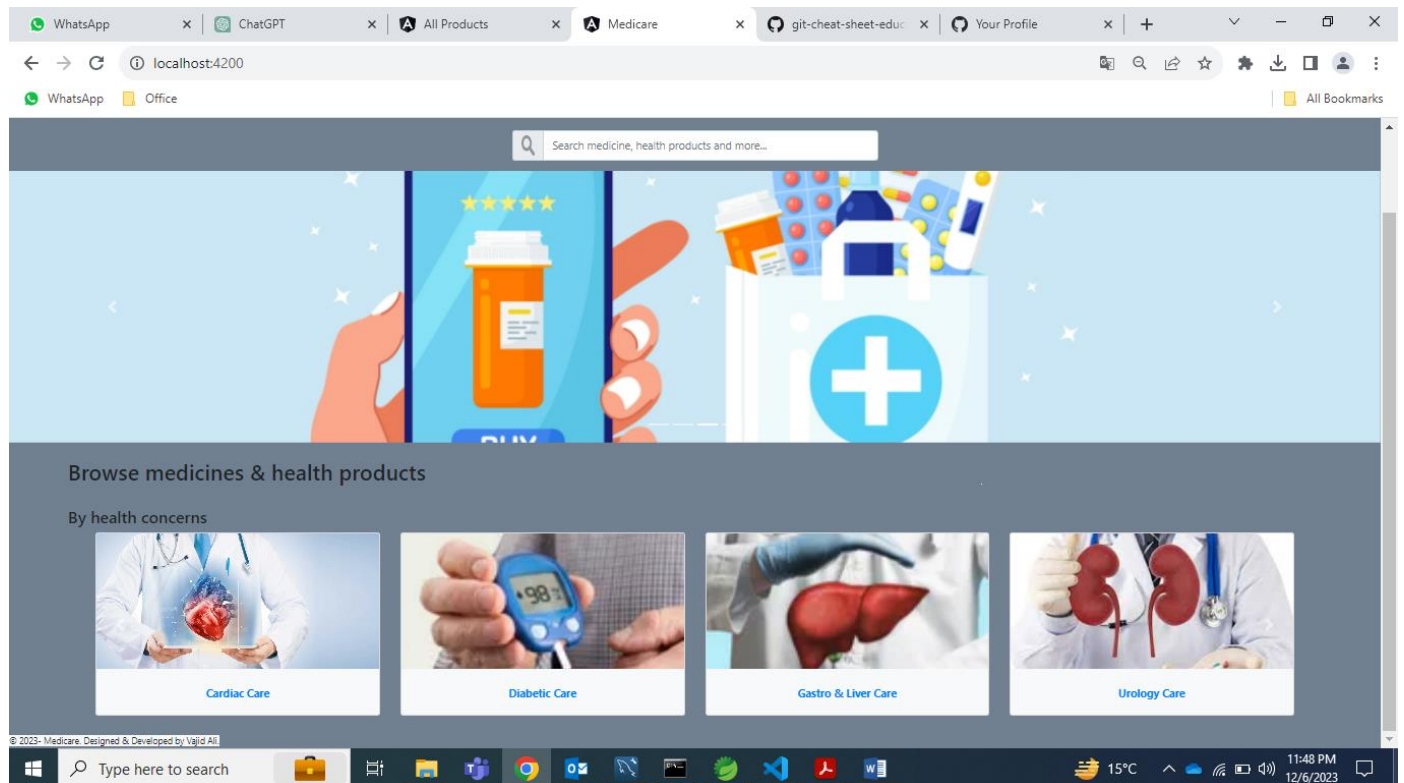 WhatsApp
ChatGPT
All Products
Medicare
git-cheat-sheet-educ
Your Profile
localhost:4200
WhatsApp
Office
All Bookmarks
Search medicine, health products and more...
BUY
Browse medicines & health products
By health concerns
98
Cardiac Care
Diabetic Care
Gastro & Liver Care
Urology Care
© 2023- Medicare. Designed & Developed by Vajid Ali.
Type here to search
15°C
11:48 PM
12/6/2023